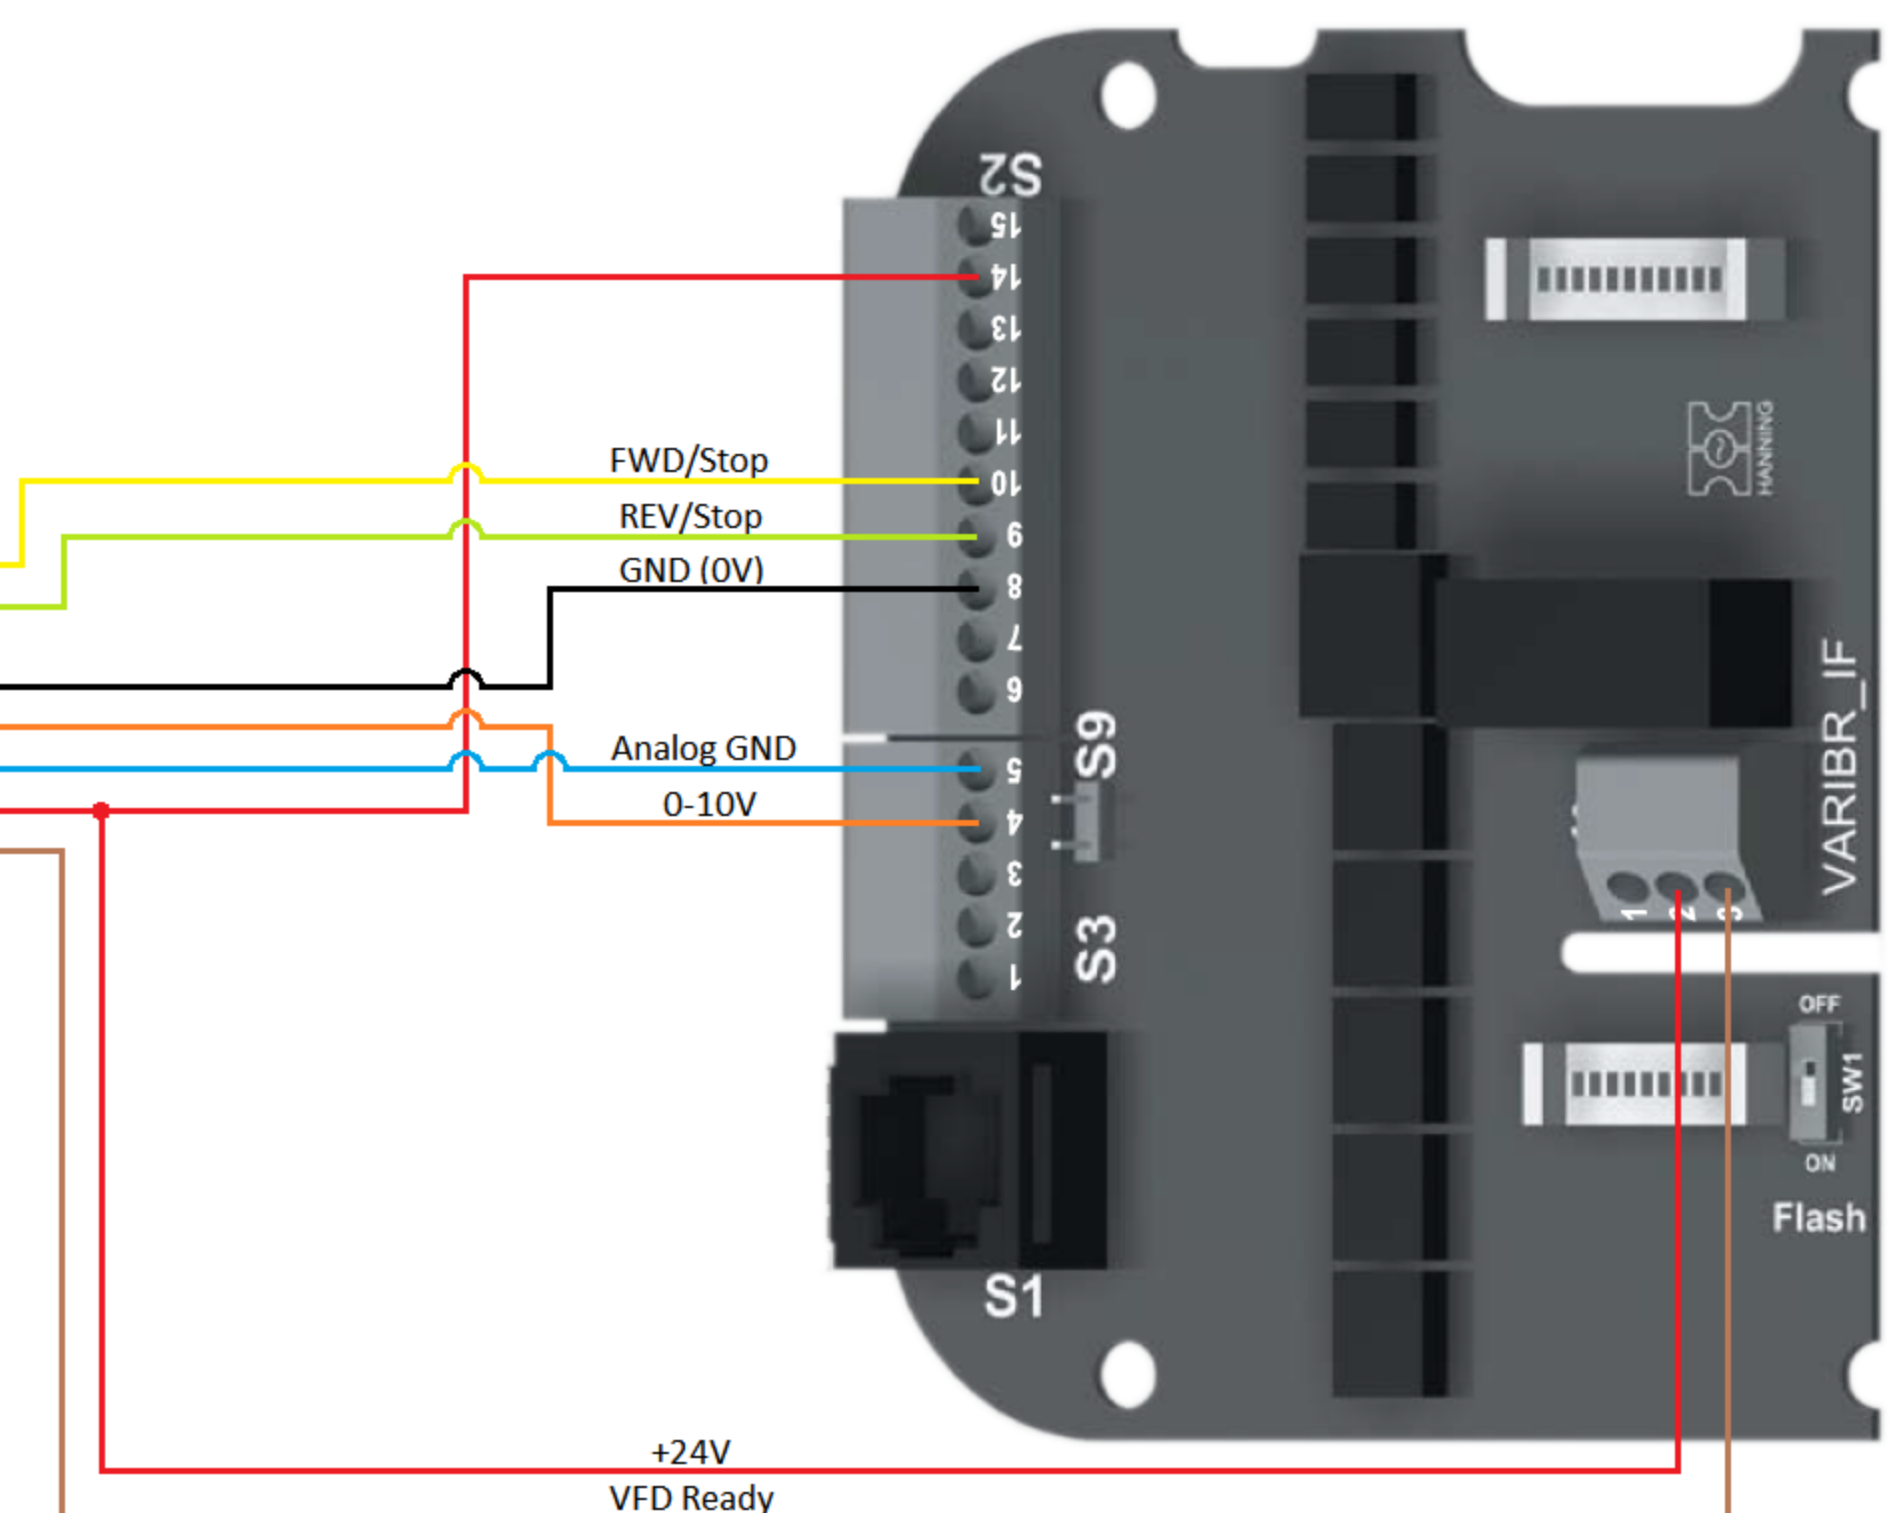 S2
15
14
13
12
11
10
9
8
7
6
FWD/Stop
REV/Stop
GND (0V)
Analog GND
0-10V
5
4
3
2
1
S9
S3
S1
HANNING
VARIBR_IF
1
2
3
OFF
SW1
ON
Flash
+24V
VFD Ready